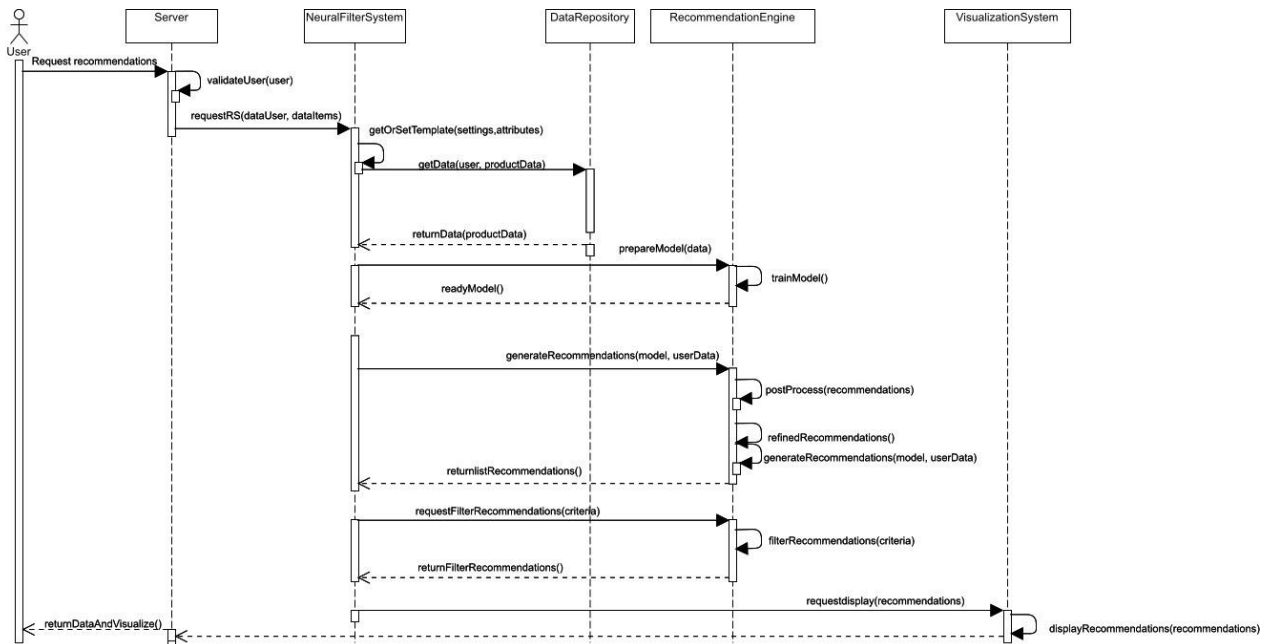 Server
NeuralFilterSystem
DataRepository
RecommendationEngine
VisualizationSystem
User
Request recommendations
validateUser(user)
requestRS(dataUser, dataItems)
getOrSetTemplate(settings,attributes)
getData(user, productData)
returnData(productData)
prepareModel(data)
trainModel()
readyModel()
generateRecommendations(model, userData)
postProcess(recommendations)
refinedRecommendations()
generateRecommendations(model, userData)
returnlistRecommendations()
requestFilterRecommendations(criteria)
filterRecommendations(criteria)
returnFilterRecommendations()
requestdisplay(recommendations)
returnDataAndVisualize()
displayRecommendations(recommendations)